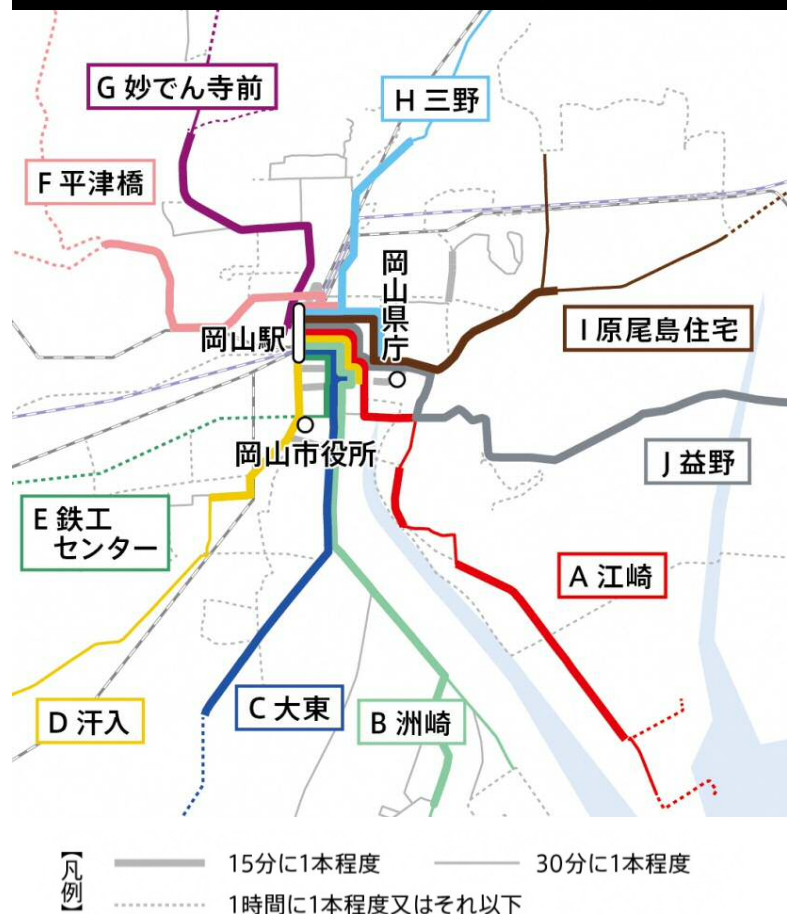 G 妙でん寺前
H 三野
F 平津橋
岡山県庁
岡山駅
I 原尾島住宅
岡山市役所
J 益野
E 鉄工
センター
A 江崎
D 汗入
C 大東
B 洲崎
【凡例】
15分に1本程度
30分に1本程度
1時間に1本程度又はそれ以下